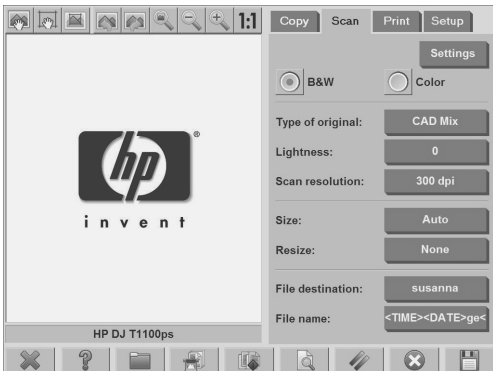 1:1
Copy Scan Print Setup
Settings
B&W Color
Type of original: CAD Mix
Lightness: 0
Scan resolution: 300 dpi
Size: Auto
Resize: None
File destination: susanna
File name: <TIME><DATE>ge<
hp ®
invent
HP DJ T1100ps
?